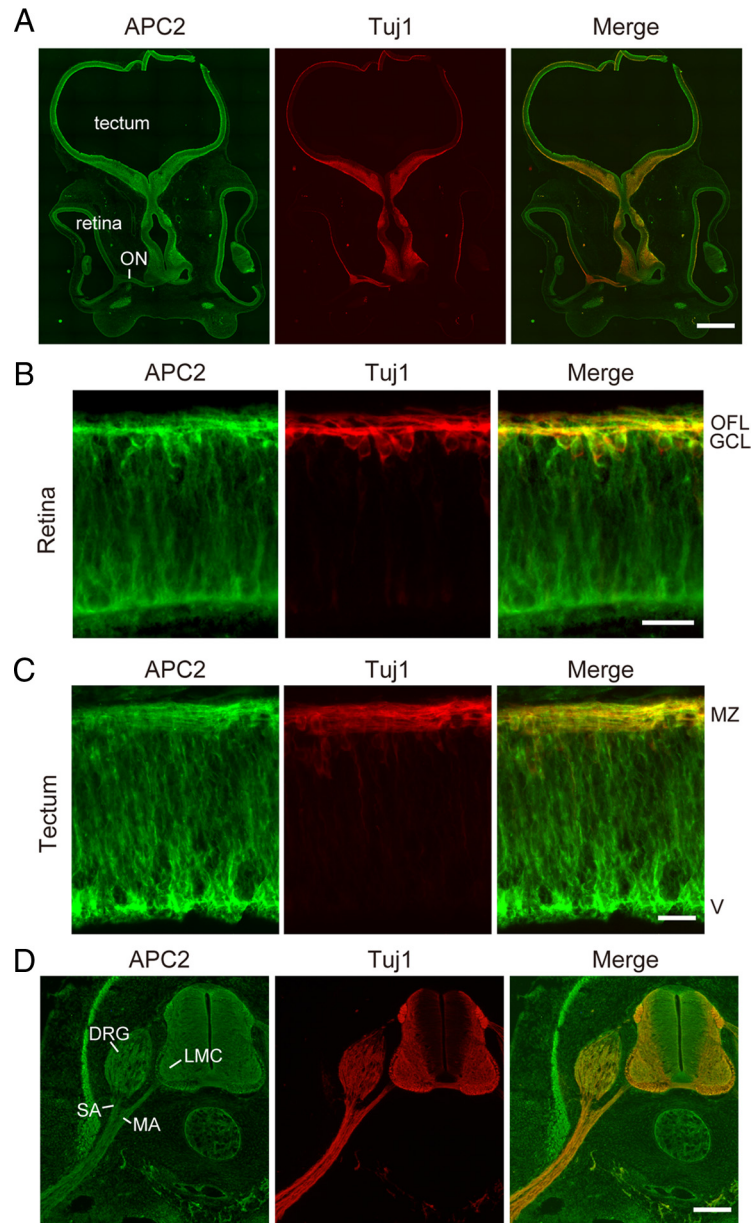 A
APC2 Tuj1 Merge
tectum
retina
ON
B
APC2 Tuj1 Merge
Retina
OFL
GCL
C
APC2 Tuj1 Merge
Tectum
MZ
V
D
APC2 Tuj1 Merge
DRG
LMC
SA
MA